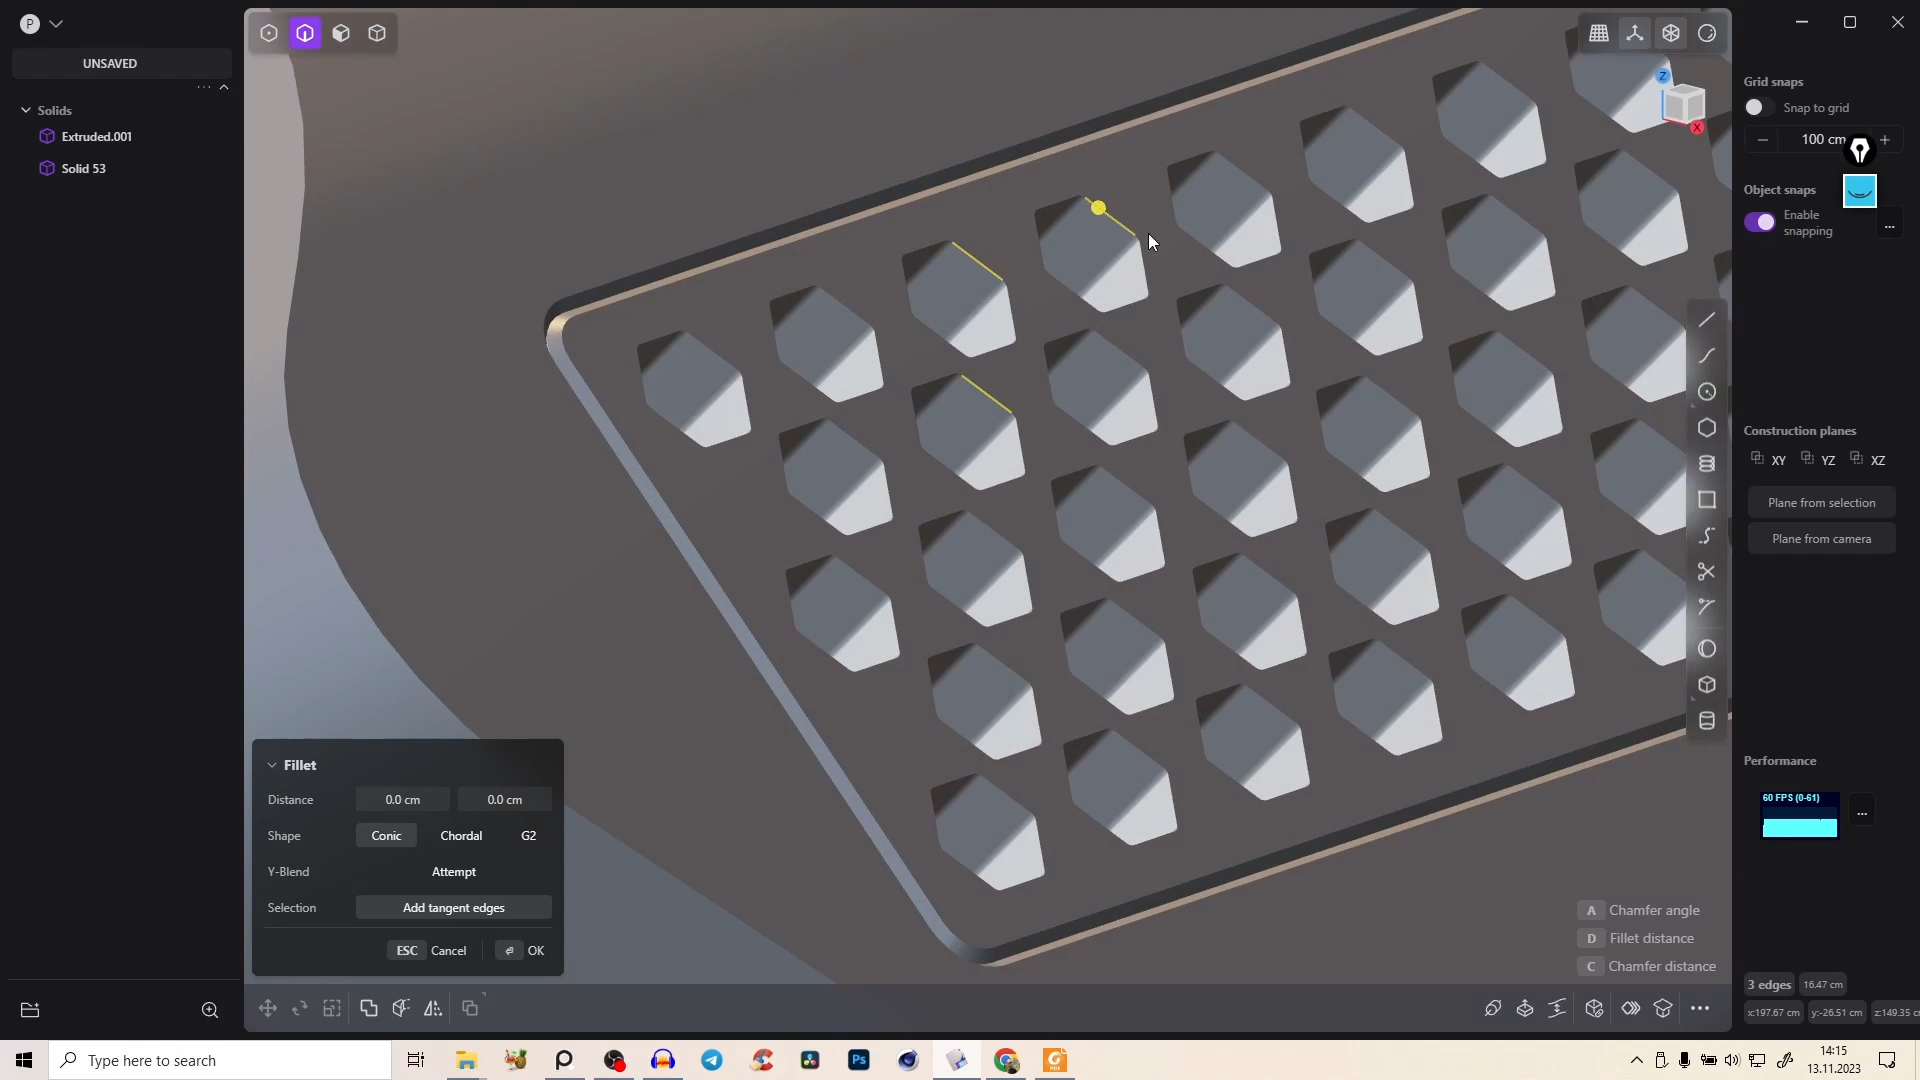 P
UNSAVED
Solids
Extruded.001
Solid 53
Z
X
Grid snaps
Snap to grid
100 cm
Object snaps
Enable
snapping
Construction planes
XY YZ XZ
Plane from selection
Plane from camera
Performance
60 FPS (0-61)
Fillet
Distance 0.0 cm 0.0 cm
Shape Conic Chordal G2
Y-Blend Attempt
Selection Add tangent edges
ESC Cancel OK
A Chamfer angle
D Fillet distance
C Chamfer distance
3 edges 16.47 cm
x:197.67 cm y:-26.51 cm z:149.35 c
Type here to search
Ps
PDF
14:15
13.11.2023